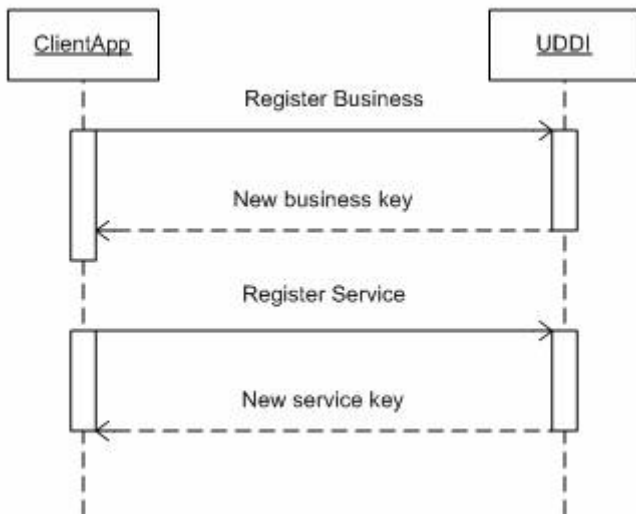 ClientApp
UDDI
Register Business
New business key
Register Service
New service key